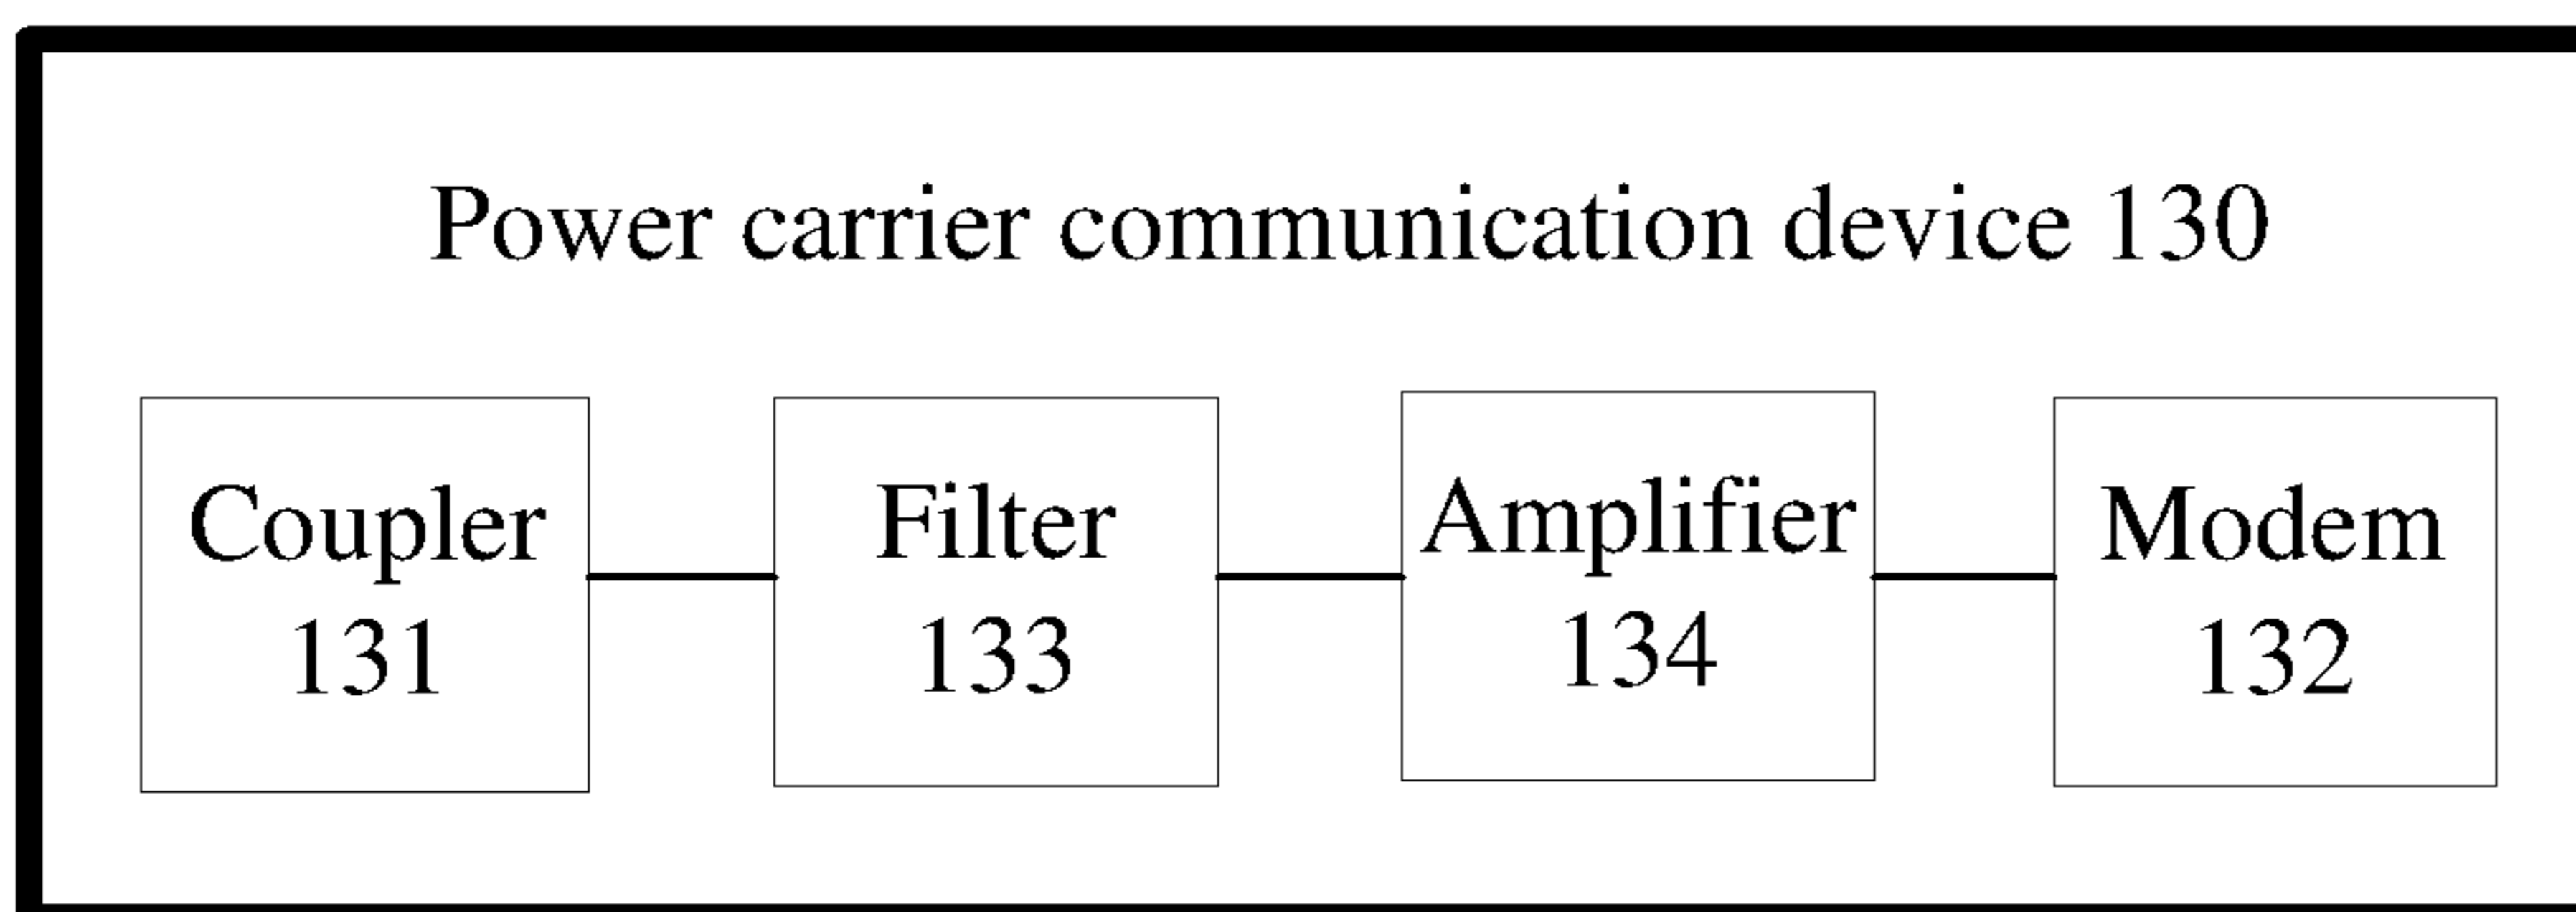 Power carrier communication device 130
Coupler
131
Filter
133
Amplifier
134
Modem
132